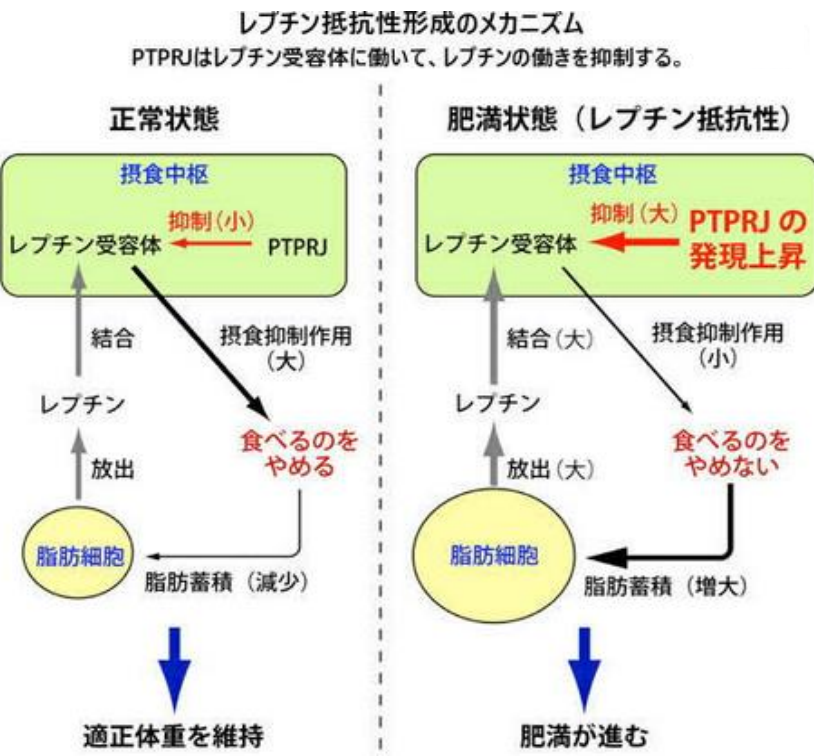 レプチン抵抗性形成のメカニズム
PTPRJはレプチン受容体に働いて、レプチンの働きを抑制する。
正常状態
摂食中枢
抑制(小)
レプチン受容体
PTPRJ
結合
摂食抑制作用
(大)
レプチン
食べるのを
やめる
放出
脂肪細胞
脂肪蓄積(減少)
適正体重を維持
肥満状態(レプチン抵抗性)
摂食中枢
抑制(大)
PTPRJ の
発現上昇
レプチン受容体
結合(大)
摂食抑制作用
(小)
レプチン
食べるのを
やめない
放出(大)
脂肪細胞
脂肪蓄積(増大)
肥満が進む